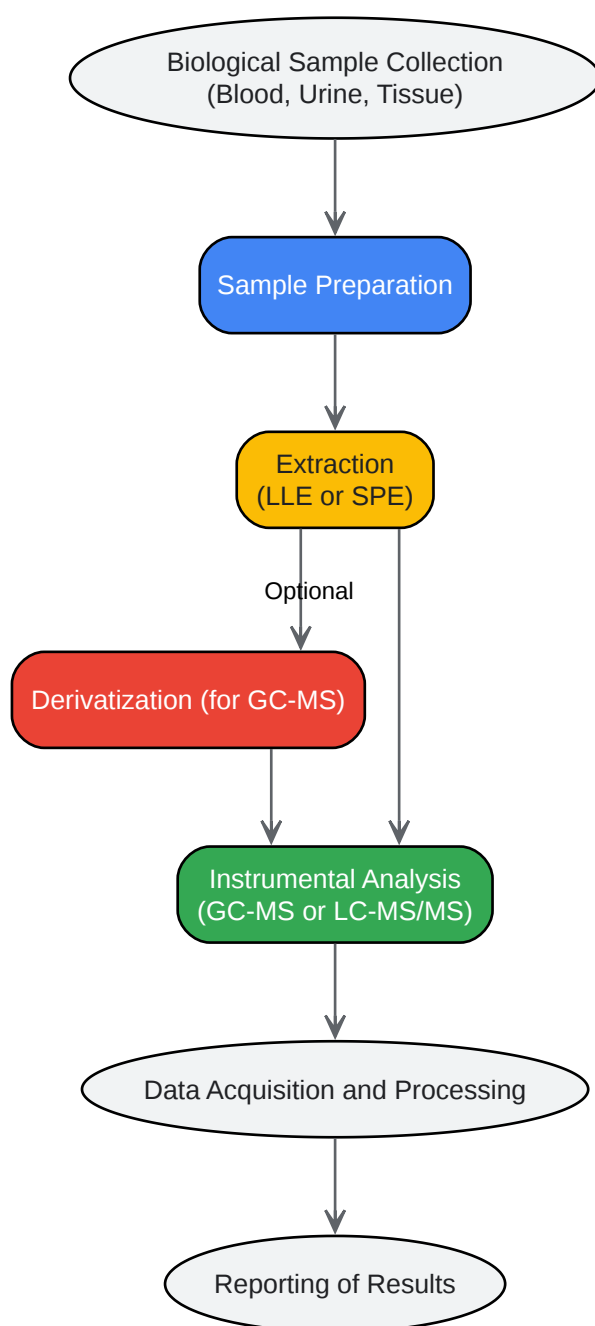 Biological Sample Collection
(Blood, Urine, Tissue)
Sample Preparation
Extraction
(LLE or SPE)
Optional
Derivatization (for GC-MS)
Instrumental Analysis
(GC-MS or LC-MS/MS)
Data Acquisition and Processing
Reporting of Results